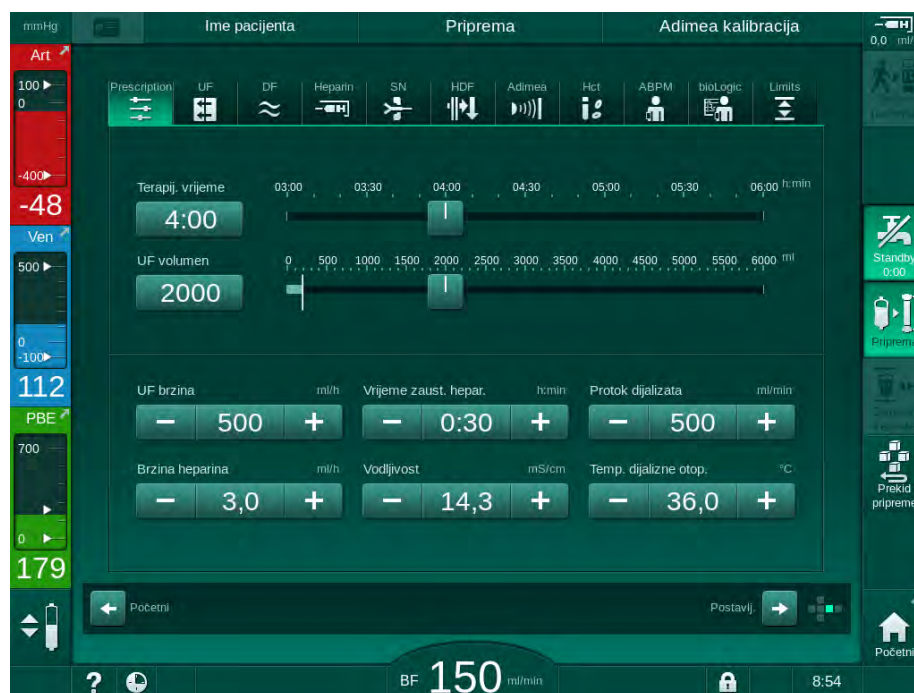 mmHg Ime pacijenta Priprema Adimea kalibracija
0,0 ml/
Art
100
0
-400
-48
Ven
500
0
-100
112
PBE
700
0
179
Prescription UF DF Heparin SN HDF Adimea Hct ABPM bioLogic Limits
Terapij. vrijeme 03:00 03:30 04:00 04:30 05:00 05:30 06:00 h:min
4:00
UF volumen 0 500 1000 1500 2000 2500 3000 3500 4000 4500 5000 5500 6000 ml
2000
UF brzina ml/h Vrijeme zaust. hepar. h:min Protok dijalizata ml/min
− 500 + − 0:30 + − 500 +
Brzina heparina ml/h Vodljivost mS/cm Temp. dijalizne otop. °C
− 3,0 + − 14,3 + − 36,0 +
Početni Postavlj.
Standby
0:00
Priprema
Prekid
pripreme
Početni
? BF 150 ml/min 8:54